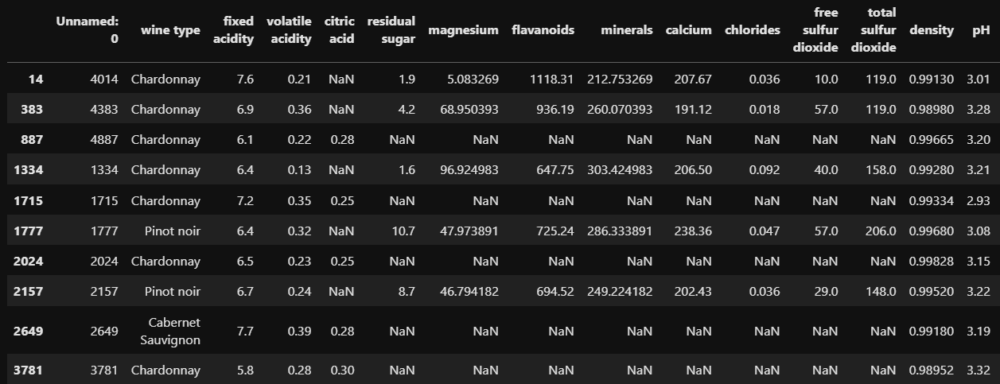 Unnamed: 0 wine type fixed acidity volatile acidity citric acid residual sugar magnesium flavanoids minerals calcium chlorides free sulfur dioxide total sulfur dioxide density pH
14 4014 Chardonnay 7.6 0.21 NaN 1.9 5.083269 1118.31 212.753269 207.67 0.036 10.0 119.0 0.99130 3.01
383 4383 Chardonnay 6.9 0.36 NaN 4.2 68.950393 936.19 260.070393 191.12 0.018 57.0 119.0 0.98980 3.28
887 4887 Chardonnay 6.1 0.22 0.28 NaN NaN NaN NaN NaN NaN NaN NaN 0.99665 3.20
1334 1334 Chardonnay 6.4 0.13 NaN 1.6 96.924983 647.75 303.424983 206.50 0.092 40.0 158.0 0.99280 3.21
1715 1715 Chardonnay 7.2 0.35 0.25 NaN NaN NaN NaN NaN NaN NaN NaN 0.99334 2.93
1777 1777 Pinot noir 6.4 0.32 NaN 10.7 47.973891 725.24 286.333891 238.36 0.047 57.0 206.0 0.99680 3.08
2024 2024 Chardonnay 6.5 0.23 0.25 NaN NaN NaN NaN NaN NaN NaN NaN 0.99828 3.15
2157 2157 Pinot noir 6.7 0.24 NaN 8.7 46.794182 694.52 249.224182 202.43 0.036 29.0 148.0 0.99520 3.22
2649 2649 Cabernet Sauvignon 7.7 0.39 0.28 NaN NaN NaN NaN NaN NaN NaN NaN 0.99180 3.19
3781 3781 Chardonnay 5.8 0.28 0.30 NaN NaN NaN NaN NaN NaN NaN NaN 0.98952 3.32